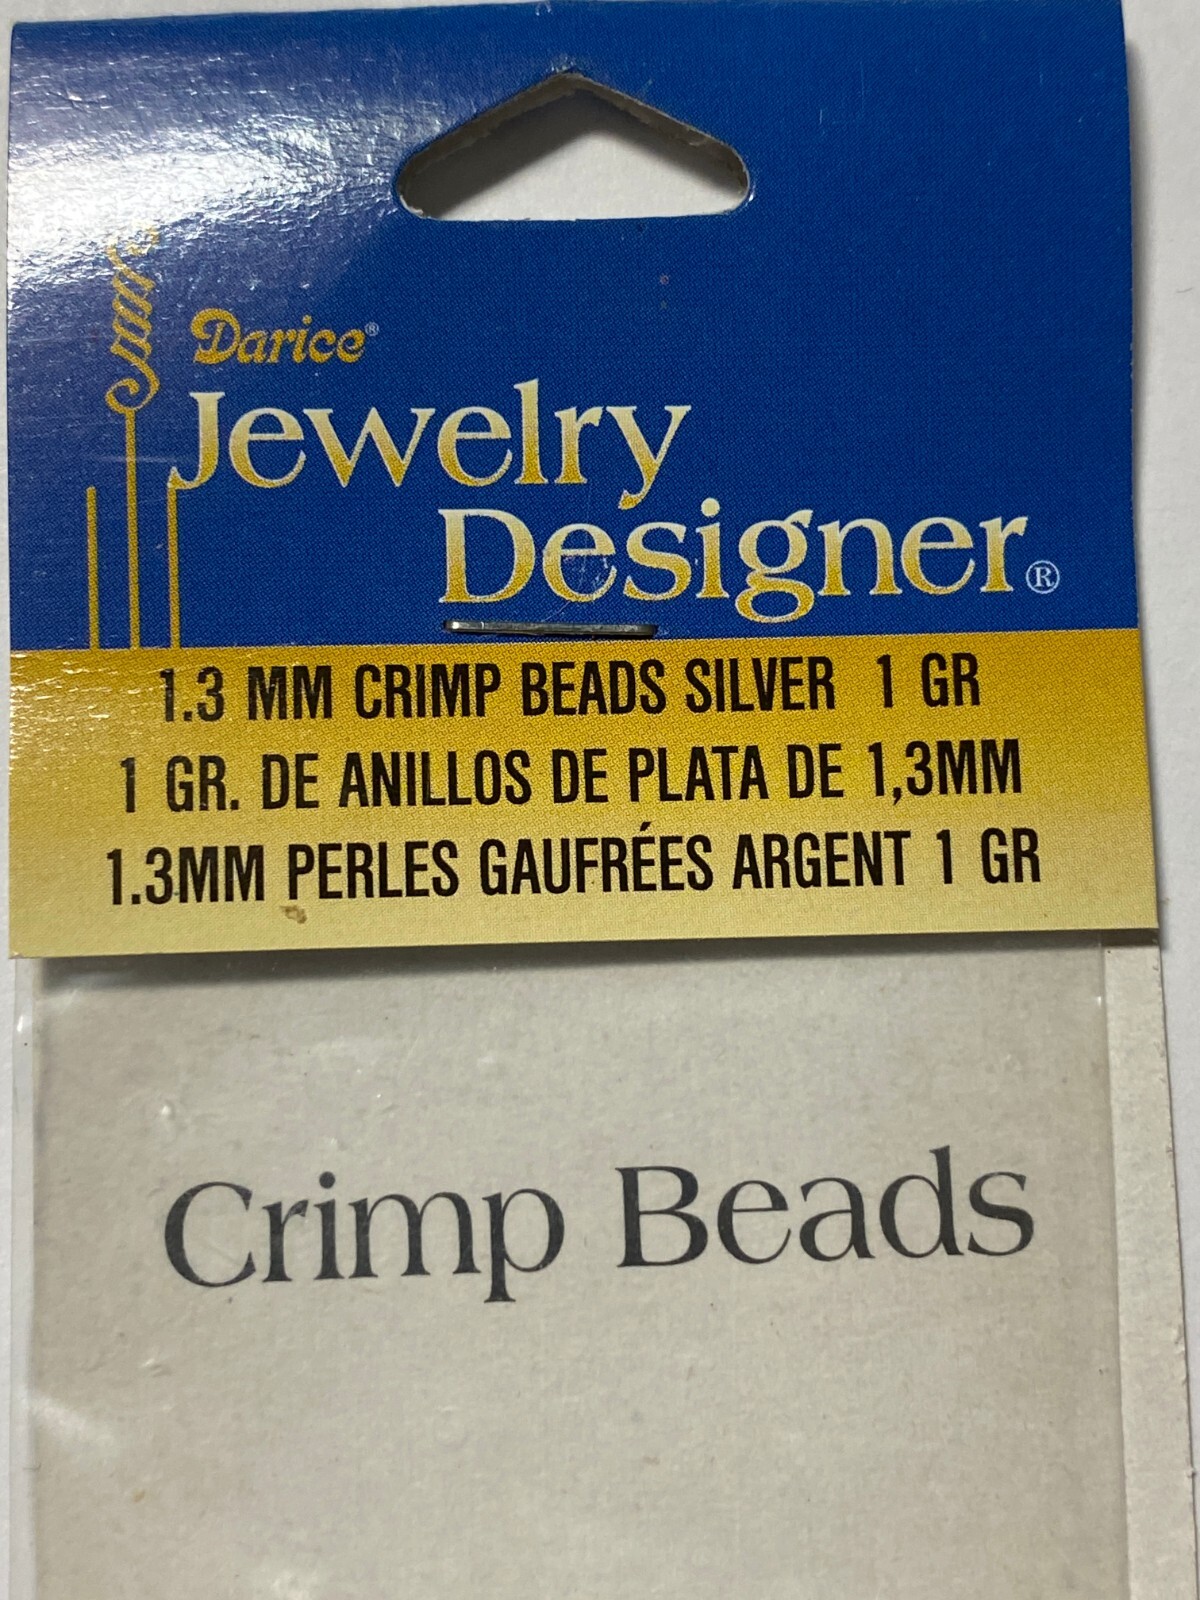 Darice®
Jewelry
Designer®
1.3 MM CRIMP BEADS SILVER 1 GR
1 GR. DE ANILLOS DE PLATA DE 1,3MM
1.3MM PERLES GAUFRÉES ARGENT 1 GR
Crimp Beads